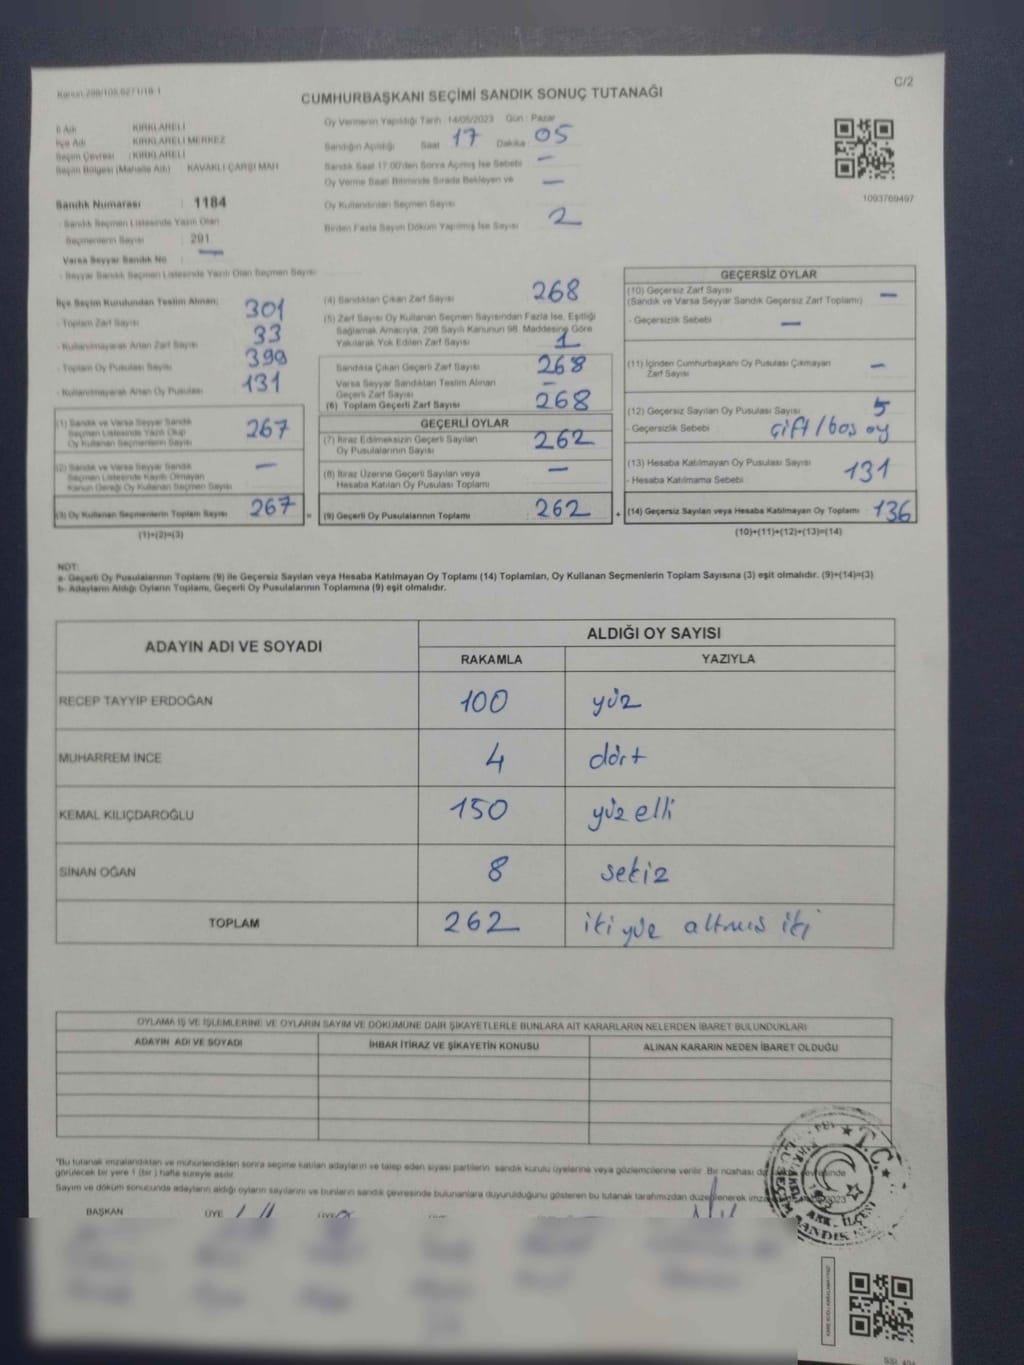 Kanun:298/105,6271/18-1
C/2
CUMHURBAŞKANI SEÇİMİ SANDIK SONUÇ TUTANAĞI
İl Adı : KIRKLARELİ
İlçe Adı : KIRKLARELİ MERKEZ
Seçim Çevresi : KIRKLARELİ
Seçim Bölgesi (Mahalle Adı) : KAVAKLI ÇARŞI MAH
Sandık Numarası : 1184
- Sandık Seçmen Listesinde Yazılı Olan
Seçmenlerin Sayısı : 291
Varsa Seyyar Sandık No : —
- Seyyar Sandık Seçmen Listesinde Yazılı Olan Seçmen Sayısı
Oy Vermenin Yapıldığı Tarih : 14/05/2023 Gün : Pazar
Sandığın Açıldığı Saat 17 Dakika : 05
Sandık Saat 17.00'den Sonra Açılmış İse Sebebi —
Oy Verme Saati Bitiminde Sırada Bekleyen ve —
Oy Kullandırılan Seçmen Sayısı
Birden Fazla Sayım Döküm Yapılmış İse Sayısı 2
1093769497
İlçe Seçim Kurulundan Teslim Alınan;
- Toplam Zarf Sayısı 301
- Kullanılmayarak Artan Zarf Sayısı 33
- Toplam Oy Pusulası Sayısı 399
- Kullanılmayarak Artan Oy Pusulası 131
(1) Sandık ve Varsa Seyyar Sandık
Seçmen Listesinde Yazılı Olup
Oy Kullanan Seçmenlerin Sayısı 267
(2) Sandık ve Varsa Seyyar Sandık
Seçmen Listesinde Kayıtlı Olmayan
Kanun Gereği Oy Kullanan Seçmen Sayısı —
(3) Oy Kullanan Seçmenlerin Toplam Sayısı 267 =
(1)+(2)=(3)
(4) Sandıktan Çıkan Zarf Sayısı 268
(5) Zarf Sayısı Oy Kullanan Seçmen Sayısından Fazla İse, Eşitliği
Sağlamak Amacıyla, 298 Sayılı Kanunun 98. Maddesine Göre
Yakılarak Yok Edilen Zarf Sayısı 1
Sandıkta Çıkan Geçerli Zarf Sayısı 268
Varsa Seyyar Sandıktan Teslim Alınan
Geçerli Zarf Sayısı —
(6) Toplam Geçerli Zarf Sayısı 268
GEÇERLİ OYLAR
(7) İtiraz Edilmeksizin Geçerli Sayılan
Oy Pusulasının Sayısı 262
(8) İtiraz Üzerine Geçerli Sayılan veya
Hesaba Katılan Oy Pusulası Toplamı —
(9) Geçerli Oy Pusulalarının Toplamı 262 +
GEÇERSİZ OYLAR
(10) Geçersiz Zarf Sayısı —
(Sandık ve Varsa Seyyar Sandık Geçersiz Zarf Toplamı)
- Geçersizlik Sebebi —
(11) İçinden Cumhurbaşkanı Oy Pusulası Çıkmayan
Zarf Sayısı —
(12) Geçersiz Sayılan Oy Pusulası Sayısı 5
- Geçersizlik Sebebi çift/boş oy
(13) Hesaba Katılmayan Oy Pusulası Sayısı 131
- Hesaba Katılmama Sebebi
(14) Geçersiz Sayılan veya Hesaba Katılmayan Oy Toplamı 136
(10)+(11)+(12)+(13)=(14)
NOT:
a- Geçerli Oy Pusulalarının Toplamı (9) ile Geçersiz Sayılan veya Hesaba Katılmayan Oy Toplamı (14) Toplamları, Oy Kullanan Seçmenlerin Toplam Sayısına (3) eşit olmalıdır. (9)+(14)=(3)
b- Adayların Aldığı Oyların Toplamı, Geçerli Oy Pusulalarının Toplamına (9) eşit olmalıdır.
ADAYIN ADI VE SOYADI ALDIĞI OY SAYISI
RAKAMLA YAZIYLA
RECEP TAYYİP ERDOĞAN 100 yüz
MUHARREM İNCE 4 dört
KEMAL KILIÇDAROĞLU 150 yüz elli
SİNAN OĞAN 8 sekiz
TOPLAM 262 iki yüz altmış iki
OYLAMA İŞ VE İŞLEMLERİNE VE OYLARIN SAYIM VE DÖKÜMÜNE DAİR ŞİKAYETLERLE BUNLARA AİT KARARLARIN NELERDEN İBARET BULUNDUKLARI
ADAYIN ADI VE SOYADI İHBAR İTİRAZ VE ŞİKAYETİN KONUSU ALINAN KARARIN NEDEN İBARET OLDUĞU
*Bu tutanak imzalandıktan ve mühürlendikten sonra seçime katılan adayların ve talep eden siyasi partilerin sandık kurulu üyelerine veya gözlemcilerine verilir. Bir nüshası da
görülecek bir yere 1 (bir) hafta süreyle asılır.
Sayım ve döküm sonucunda adayların aldığı oyların sayılarını ve bunların sandık çevresinde bulunanlara duyurulduğunu gösteren bu tutanak tarafımızdan düzenlenerek
BAŞKAN ÜYE
T.C.